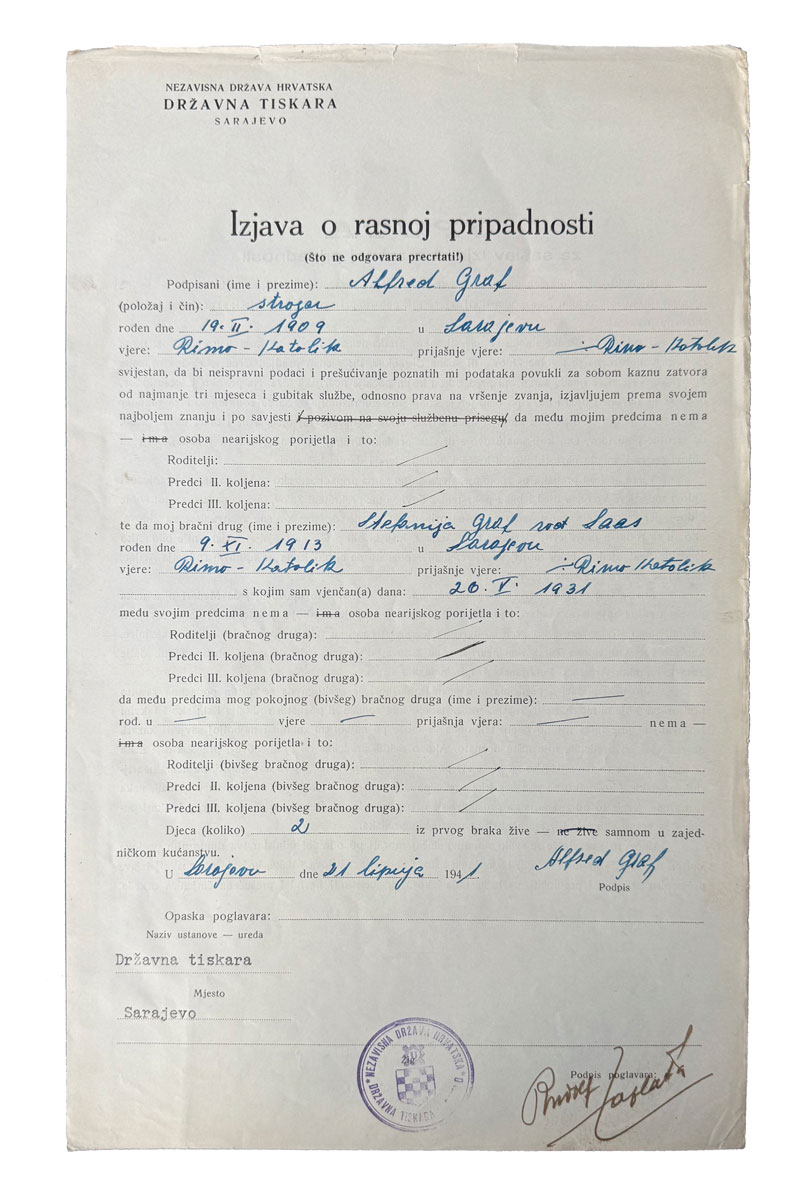 NEZAVISNA DRŽAVA HRVATSKA
DRŽAVNA TISKARA
SARAJEVO
Izjava o rasnoj pripadnosti
(Što ne odgovara precrtati!)
Podpisani (ime i prezime): Alfred Graf
(položaj i čin): strogar
rođen dne 19. II. 1909 u Sarajevu
vjere: Rimo-Katolik prijašnje vjere: -:- Rimo-Katolik
svijestan, da bi neispravni podaci i prešućivanje poznatih mi podataka povukli za sobom kaznu zatvora
od najmanje tri mjeseca i gubitak službe, odnosno prava na vršenje zvanja, izjavljujem prema svojem
najboljem znanju i po savjesti (pozivom na svoju službenu prisegu) da među mojim predcima nema
— ima osoba nearijskog porijetla i to:
Roditelji:
Predci II. koljena:
Predci III. koljena:
te da moj bračni drug (ime i prezime): Stefanija Graf rođ Saas
rođen dne 9. XI. 1913 u Sarajevu
vjere: Rimo-Katolik prijašnje vjere: -:- Rimo Katolik
s kojim sam vjenčan(a) dana: 20. V. 1931
među svojim predcima nema — ima osoba nearijskog porijetla i to:
Roditelji (bračnog druga):
Predci II. koljena (bračnog druga):
Predci III. koljena (bračnog druga):
da među predcima mog pokojnog (bivšeg) bračnog druga (ime i prezime): —
rođ. u — vjere — prijašnja vjera: — nema —
ima osoba nearijskog porijetla i to:
Roditelji (bivšeg bračnog druga):
Predci II. koljena (bivšeg bračnog druga):
Predci III. koljena (bivšeg bračnog druga):
Djeca (koliko) 2 iz prvog braka žive — ne žive samnom u zajed-
ničkom kućanstvu.
U Sarajevu dne 21 lipnja 1941. Alfred Graf
Podpis
Opaska poglavara:
Naziv ustanove — ureda
Državna tiskara
Mjesto
Sarajevo
NEZAVISNA DRŽAVA HRVATSKA
DRŽAVNA TISKARA
Podpis poglavara:
Rudolf